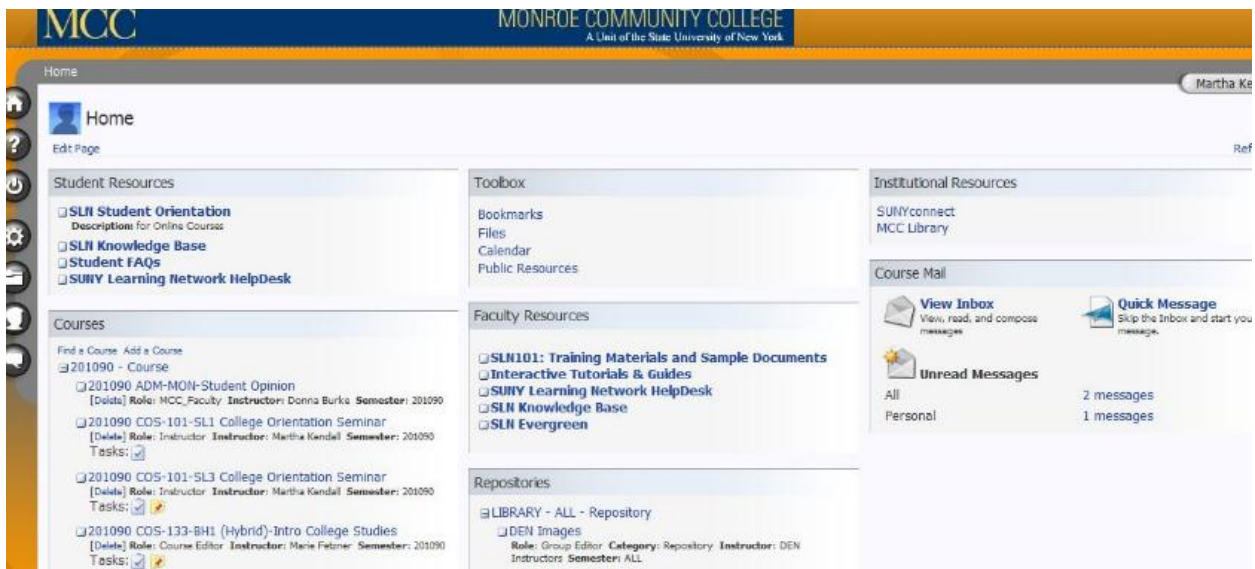 MCC
MONROE COMMUNITY COLLEGE
A Unit of the State University of New York
Home
Martha Ke
Home
Edit Page
Ref
Student Resources
SLN Student Orientation
Description: for Online Courses
SLN Knowledge Base
Student FAQs
SUNY Learning Network HelpDesk
Courses
Find a Course Add a Course
201090 - Course
201090 ADM-MON-Student Opinion
[Delete] Role: MCC_Faculty Instructor: Donna Burke Semester: 201090
201090 COS-101-SL1 College Orientation Seminar
[Delete] Role: Instructor Instructor: Martha Kendall Semester: 201090
Tasks:
201090 COS-101-SL3 College Orientation Seminar
[Delete] Role: Instructor Instructor: Martha Kendall Semester: 201090
Tasks:
201090 COS-133-BH1 (Hybrid)-Intro College Studies
[Delete] Role: Course Editor Instructor: Marie Fetzner Semester: 201090
Tasks:
Toolbox
Bookmarks
Files
Calendar
Public Resources
Faculty Resources
SLN101: Training Materials and Sample Documents
Interactive Tutorials & Guides
SUNY Learning Network HelpDesk
SLN Knowledge Base
SLN Evergreen
Repositories
LIBRARY - ALL - Repository
DEN Images
Role: Group Editor Category: Repository Instructor: DEN
Instructors Semester: ALL
Institutional Resources
SUNYconnect
MCC Library
Course Mail
View Inbox
View, read, and compose
messages
Quick Message
Skip the Inbox and start you
message.
Unread Messages
All 2 messages
Personal 1 messages